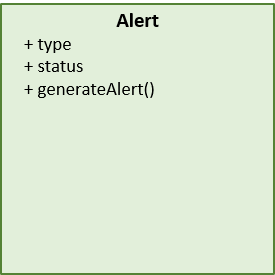 Alert
+ type
+ status
+ generateAlert()